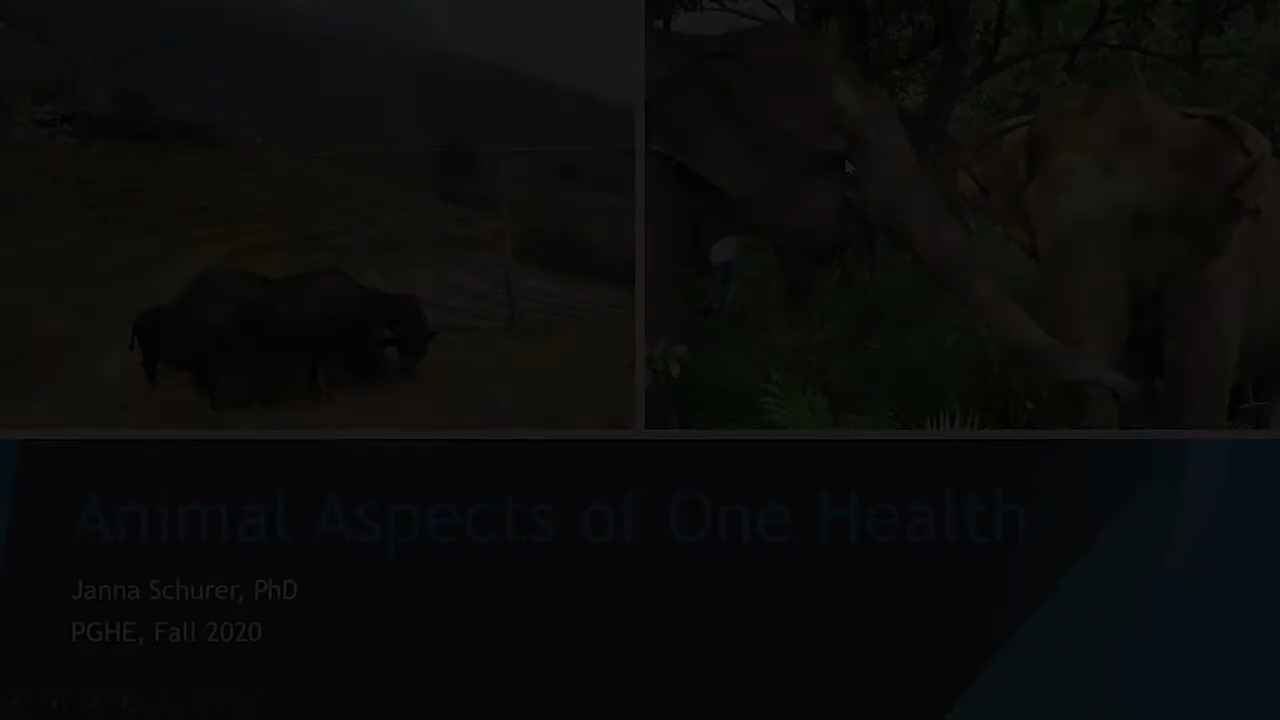 Animal Aspects of One Health
Janna Schurer, PhD
PGHE, Fall 2020